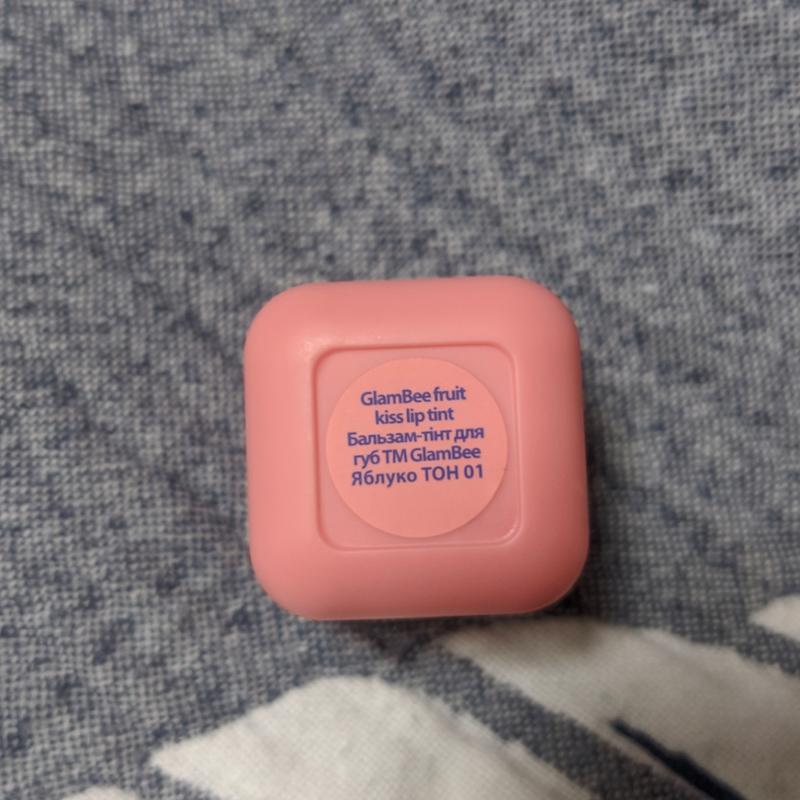 GlamBee fruit
kiss lip tint
Бальзам-тінт для
губ ТМ GlamBee
Яблуко ТОН 01